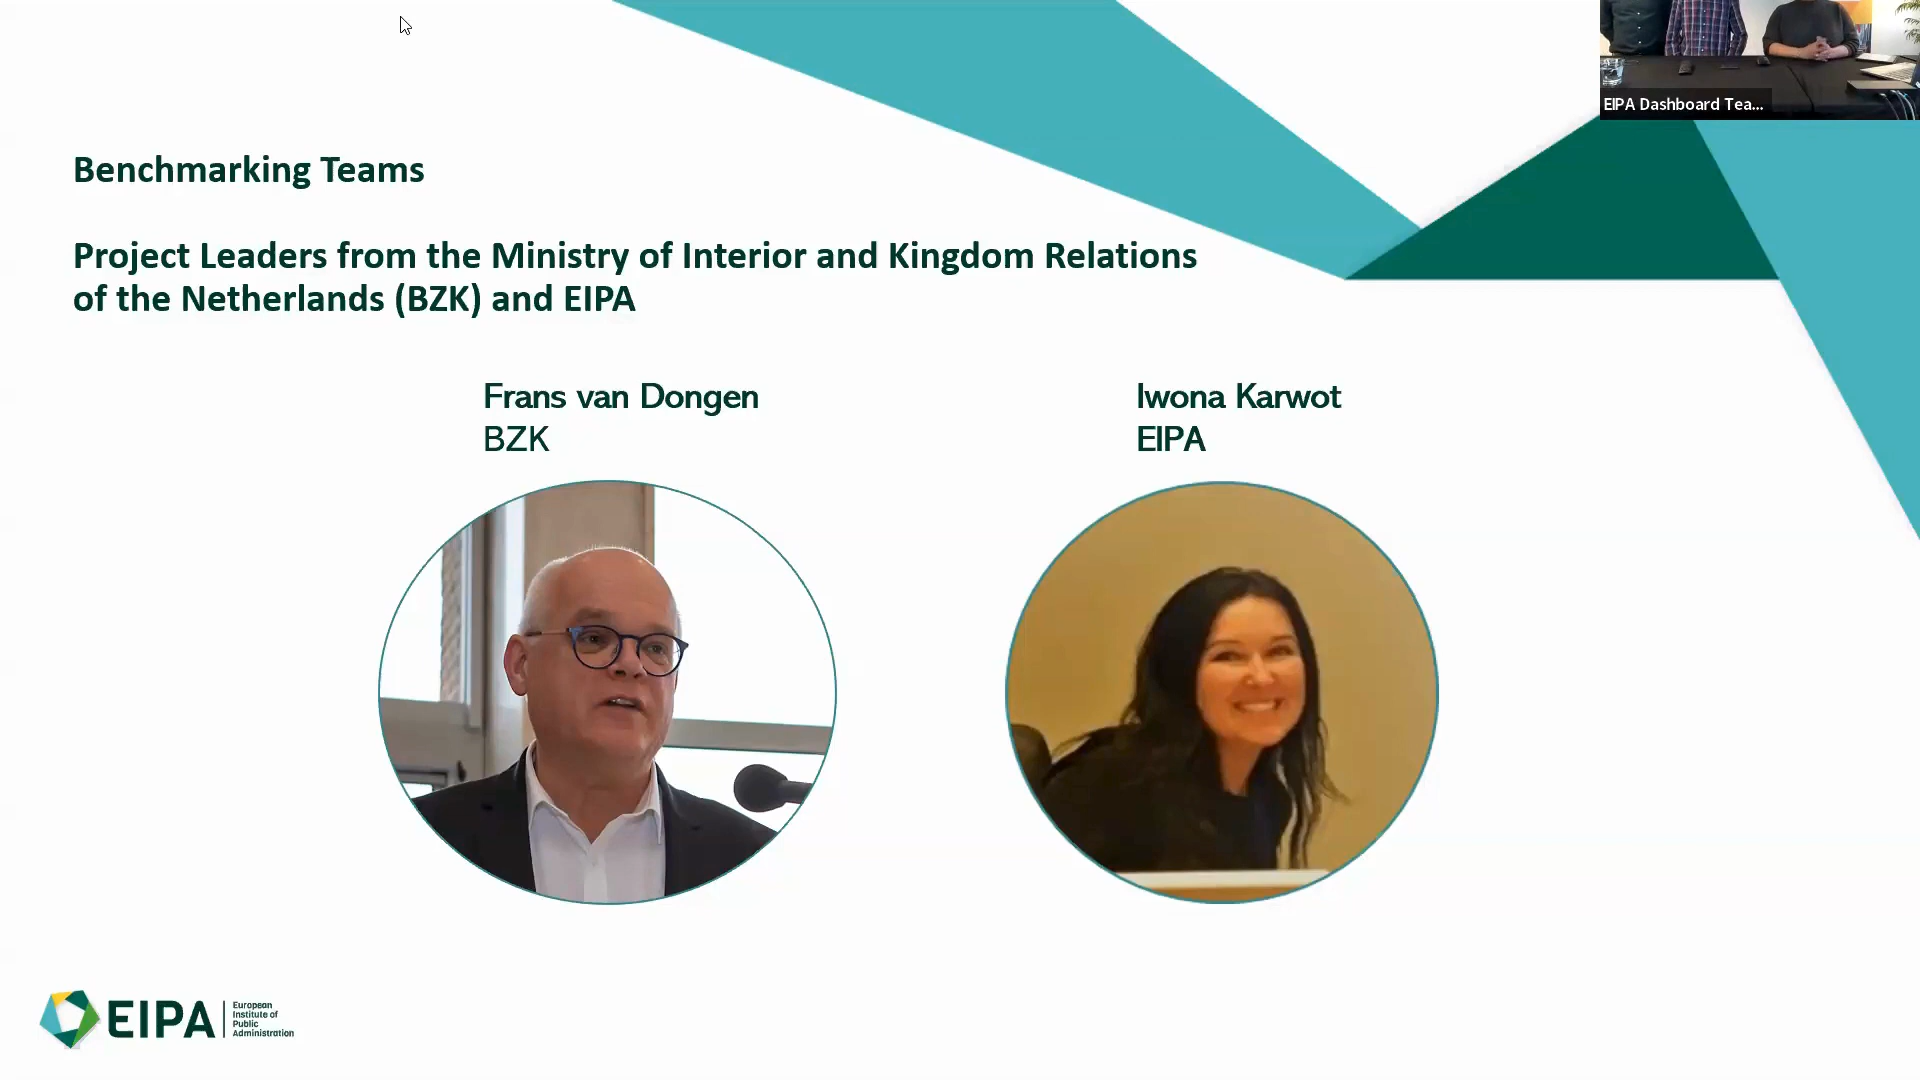 EIPA Dashboard Tea...
Benchmarking Teams
Project Leaders from the Ministry of Interior and Kingdom Relations
of the Netherlands (BZK) and EIPA
Frans van Dongen
BZK
Iwona Karwot
EIPA
EIPA
European
Institute of
Public
Administration